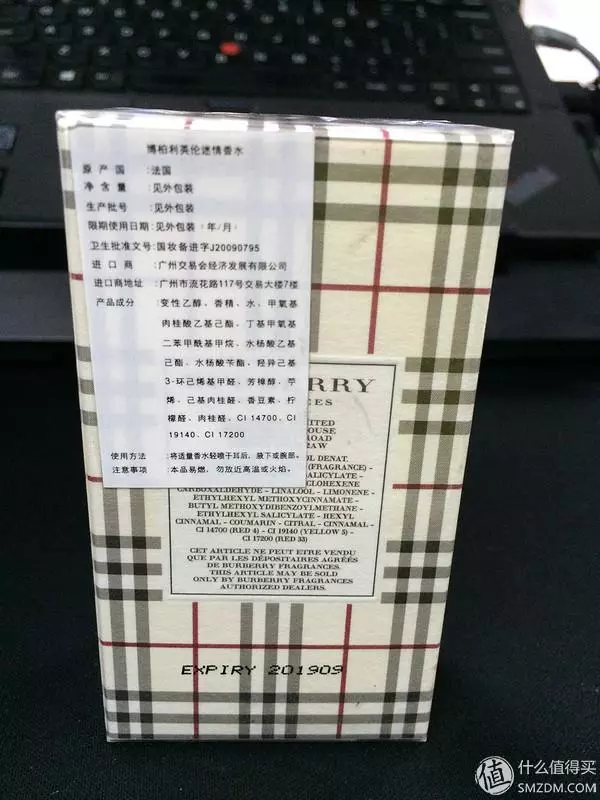 博柏利英伦迷情香水
原产国：法国
净含量：见外包装
生产批号：见外包装
限期使用日期:见外包装（年/月）
卫生批准文号:国妆备进字J20090795
进口商：广州交易会经济发展有限公司
进口商地址：广州市流花路117号交易大楼7楼
产品成分：变性乙醇、香精、水、甲氧基
肉桂酸乙基己酯、丁基甲氧基
二苯甲酰基甲烷、水杨酸乙基
己酯、水杨酸苄酯、羟异己基
3-环己烯基甲醛、芳樟醇、苧
烯、己基肉桂醛、香豆素、柠
檬醛、肉桂醛、CI 14700、CI
19140、CI 17200
使用方法：将适量香水轻喷于耳后、腋下或腕部。
注意事项：本品易燃，勿放近高温或火焰。
RRY
CES
ITED
OUSE
ROAD
2AW
OL DENAT.
(FRAGRANCE) -
SALICYLATE -
CLOHEXENE
CARBOXALDEHYDE - LINALOOL - LIMONENE -
ETHYLHEXYL METHOXYCINNAMATE -
BUTYL METHOXYDIBENZOYLMETHANE -
ETHYLHEXYL SALICYLATE - HEXYL
CINNAMAL - COUMARIN - CITRAL - CINNAMAL -
CI 14700 (RED 4) - CI 19140 (YELLOW 5) -
CI 17200 (RED 33)
CET ARTICLE NE PEUT ETRE VENDU
QUE PAR LES DÉPOSITAIRES AGRÉÉS
DE BURBERRY FRAGRANCES.
THIS ARTICLE MAY BE SOLD
ONLY BY BURBERRY FRAGRANCES
AUTHORIZED DEALERS.
EXPIRY 201909
值 什么值得买
SMZDM.COM